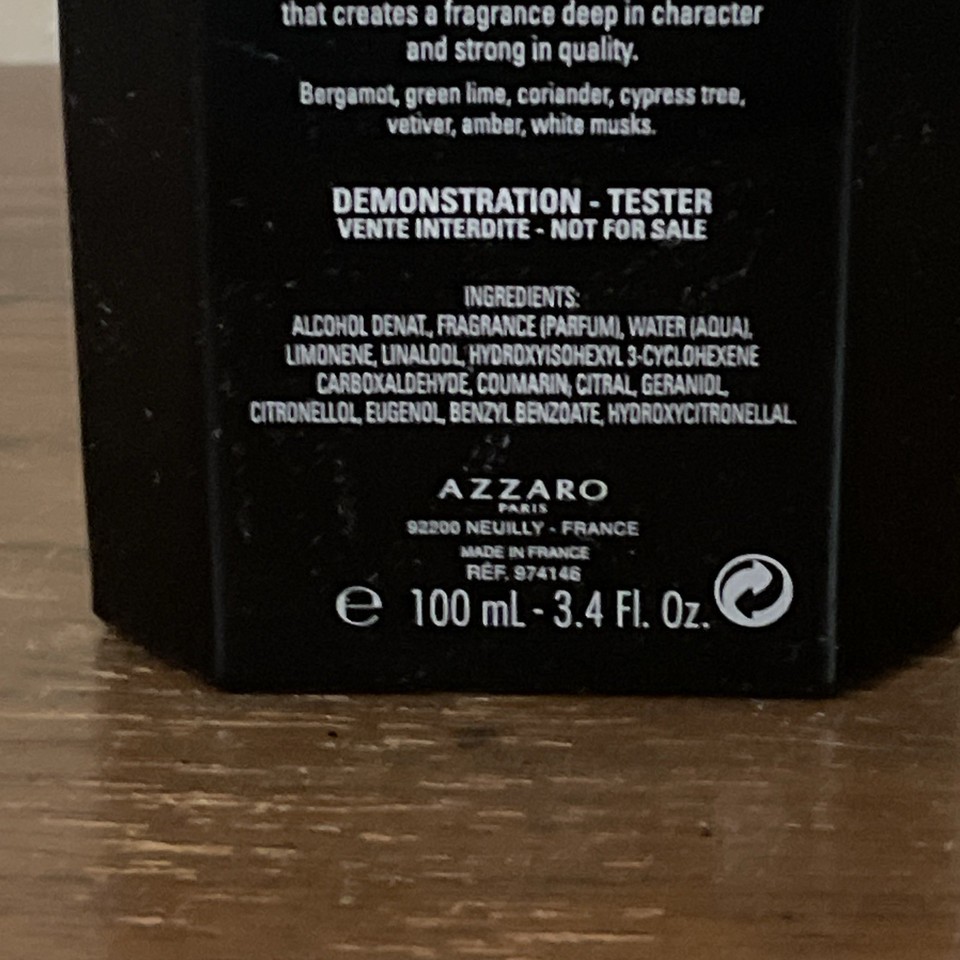 that creates a fragrance deep in character
and strong in quality.
Bergamot, green lime, coriander, cypress tree,
vetiver, amber, white musks.
DEMONSTRATION - TESTER
VENTE INTERDITE - NOT FOR SALE
INGREDIENTS:
ALCOHOL DENAT., FRAGRANCE (PARFUM), WATER (AQUA),
LIMONENE, LINALOOL, HYDROXYISOHEXYL 3-CYCLOHEXENE
CARBOXALDEHYDE, COUMARIN, CITRAL, GERANIOL,
CITRONELLOL, EUGENOL, BENZYL BENZOATE, HYDROXYCITRONELLAL.
AZZARO
PARIS
92200 NEUILLY - FRANCE
MADE IN FRANCE
RÉF. 974146
e 100 mL - 3.4 Fl. Oz.